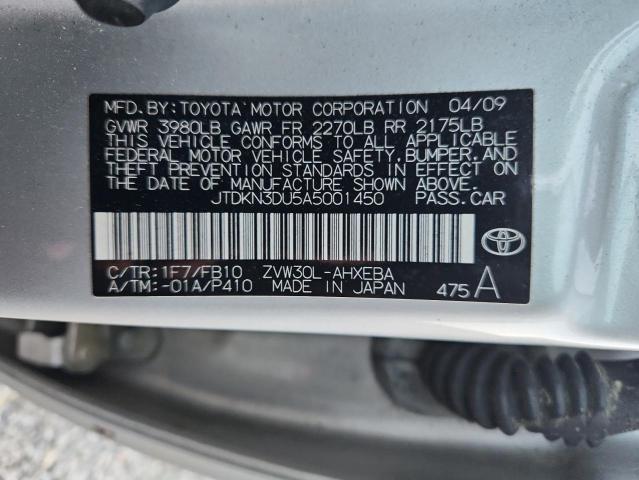 MFD. BY: TOYOTA MOTOR CORPORATION 04/09
GVWR 3980LB GAWR FR 2270LB RR 2175LB
THIS VEHICLE CONFORMS TO ALL APPLICABLE
FEDERAL MOTOR VEHICLE SAFETY, BUMPER, AND
THEFT PREVENTION STANDARDS IN EFFECT ON
THE DATE OF MANUFACTURE SHOWN ABOVE.
JTDKN3DU5A5001450 PASS. CAR
C/TR: 1F7/FB10 ZVW30L-AHXEBA
A/TM: -01A/P410 MADE IN JAPAN 475 A